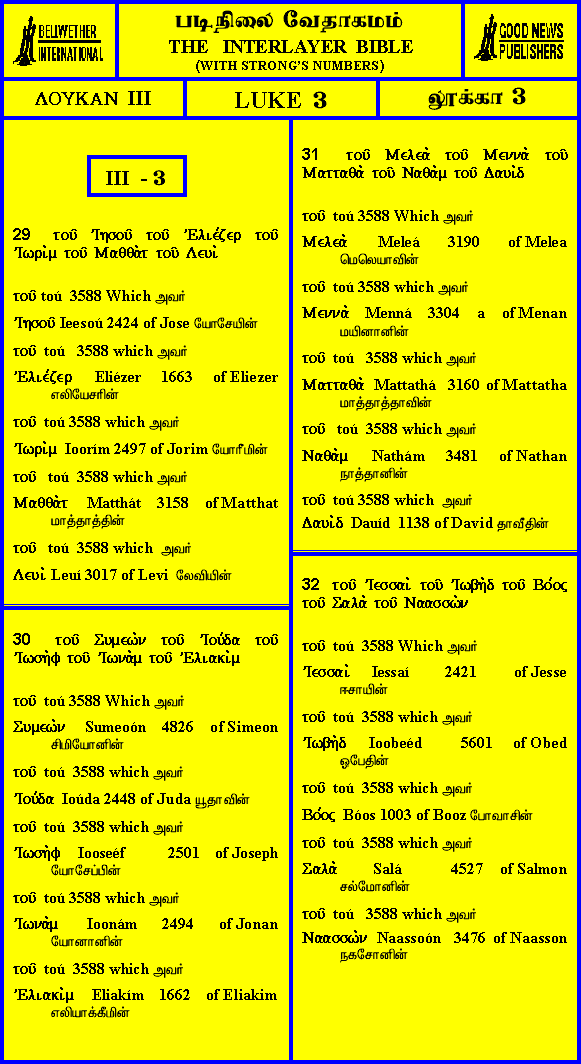 BELLWETHER
INTERNATIONAL
படிநிலை வேதாகமம்
THE INTERLAYER BIBLE
(WITH STRONG'S NUMBERS)
GOOD NEWS
PUBLISHERS
ΛΟΥΚΑΝ III
LUKE 3
லூக்கா 3
III - 3
29 τοῦ Ἰησοῦ τοῦ Ἐλιέζερ τοῦ
Ἰωρὶμ τοῦ Μαθθὰτ τοῦ Λευὶ
τοῦ toú 3588 Which அவர்
Ἰησοῦ Ieesoú 2424 of Jose யோசேயின்
τοῦ toú 3588 which அவர்
Ἐλιέζερ Eliézer 1663 of Eliezer
எலியேசரின்
τοῦ toú 3588 which அவர்
Ἰωρὶμ Ioorím 2497 of Jorim யோரீமின்
τοῦ toú 3588 which அவர்
Μαθθὰτ Matthát 3158 of Matthat
மாத்தாத்தின்
τοῦ toú 3588 which அவர்
Λευὶ Leuí 3017 of Levi லேவியின்
30 τοῦ Συμεὼν τοῦ Ἰούδα τοῦ
Ἰωσὴφ τοῦ Ἰωνὰμ τοῦ Ἐλιακὶμ
τοῦ toú 3588 Which அவர்
Συμεὼν Sumeoón 4826 of Simeon
சிமியோனின்
τοῦ toú 3588 which அவர்
Ἰούδα Ioúda 2448 of Juda யூதாவின்
τοῦ toú 3588 which அவர்
Ἰωσὴφ Iooseéf 2501 of Joseph
யோசேப்பின்
τοῦ toú 3588 which அவர்
Ἰωνὰμ Ioonám 2494 of Jonan
யோனானின்
τοῦ toú 3588 which அவர்
Ἐλιακὶμ Eliakím 1662 of Eliakim
எலியாக்கீமின்
31 τοῦ Μελεὰ τοῦ Μεννὰ τοῦ
Ματταθὰ τοῦ Ναθὰμ τοῦ Δαυὶδ
τοῦ toú 3588 Which அவர்
Μελεὰ Meleá 3190 of Melea
மெலெயாவின்
τοῦ toú 3588 which அவர்
Μεννὰ Menná 3304 a of Menan
மயினானின்
τοῦ toú 3588 which அவர்
Ματταθὰ Mattathá 3160 of Mattatha
மாத்தாத்தாவின்
τοῦ toú 3588 which அவர்
Ναθὰμ Nathám 3481 of Nathan
நாத்தானின்
τοῦ toú 3588 which அவர்
Δαυὶδ Dauíd 1138 of David தாவீதின்
32 τοῦ Ἰεσσαὶ τοῦ Ἰωβὴδ τοῦ Βόος
τοῦ Σαλὰ τοῦ Ναασσὼν
τοῦ toú 3588 Which அவர்
Ἰεσσαὶ Iessaí 2421 of Jesse
ஈசாயின்
τοῦ toú 3588 which அவர்
Ἰωβὴδ Ioobeéd 5601 of Obed
ஓபேதின்
τοῦ toú 3588 which அவர்
Βόος Bóos 1003 of Booz போவாசின்
τοῦ toú 3588 which அவர்
Σαλὰ Salá 4527 of Salmon
சல்மோனின்
τοῦ toú 3588 which அவர்
Ναασσὼν Naassoón 3476 of Naasson
நகசோனின்